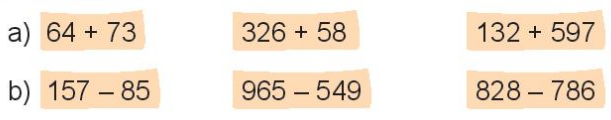 a) 64 + 73 326 + 58 132 + 597
b) 157 – 85 965 – 549 828 – 786